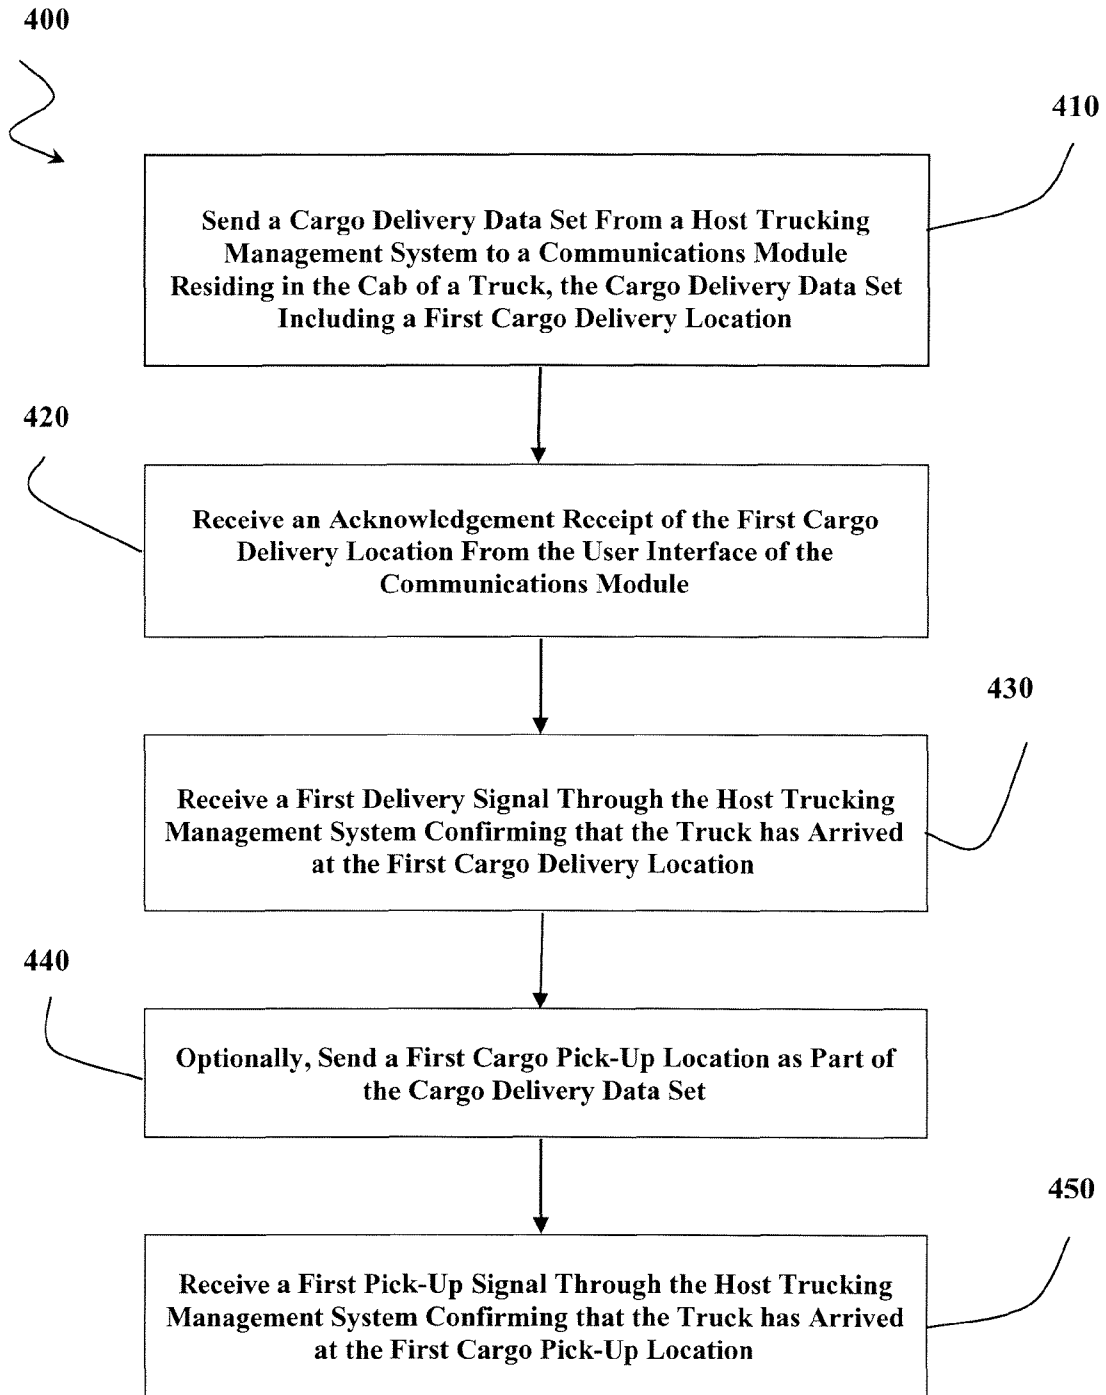 400
410
Send a Cargo Delivery Data Set From a Host Trucking
Management System to a Communications Module
Residing in the Cab of a Truck, the Cargo Delivery Data Set
Including a First Cargo Delivery Location
420
Receive an Acknowledgement Receipt of the First Cargo
Delivery Location From the User Interface of the
Communications Module
430
Receive a First Delivery Signal Through the Host Trucking
Management System Confirming that the Truck has Arrived
at the First Cargo Delivery Location
440
Optionally, Send a First Cargo Pick-Up Location as Part of
the Cargo Delivery Data Set
450
Receive a First Pick-Up Signal Through the Host Trucking
Management System Confirming that the Truck has Arrived
at the First Cargo Pick-Up Location